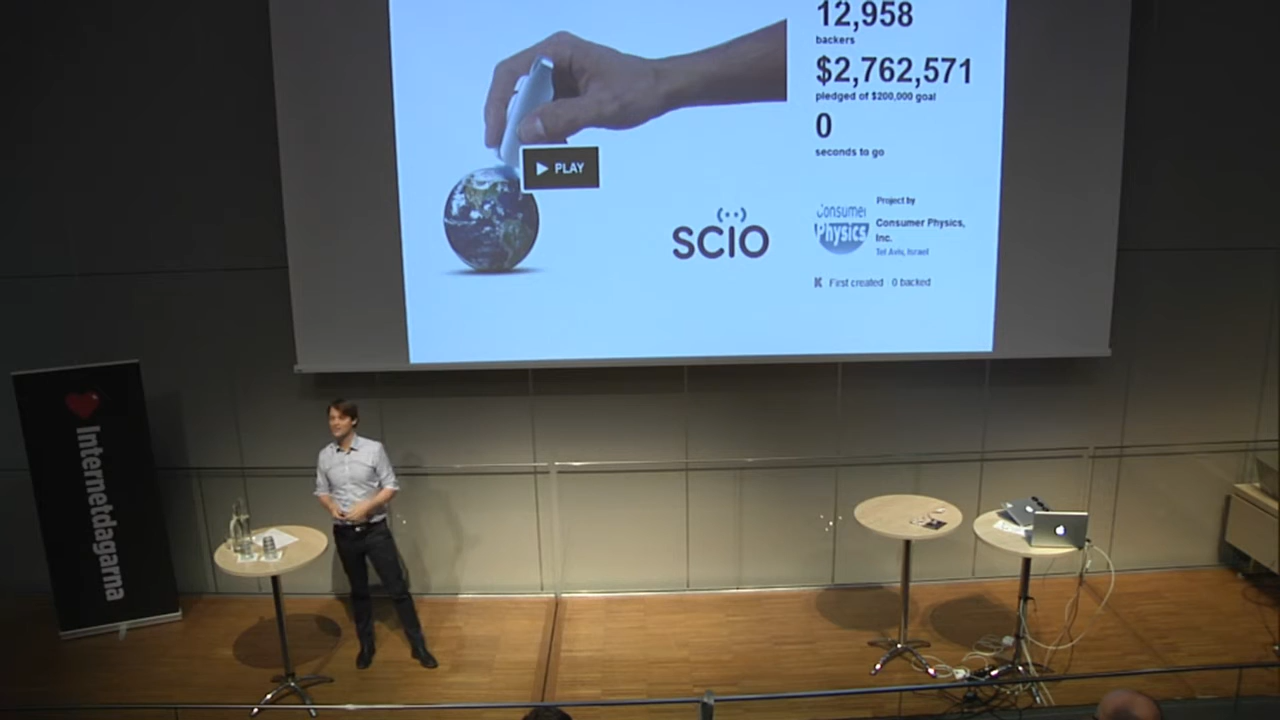 12,958
backers
$2,762,571
pledged of $200,000 goal
0
seconds to go
PLAY
SCIO
Consumer
Physics
Project by
Consumer Physics,
Inc.
Tel Aviv, Israel
K First created · 0 backed
Internetdagarna